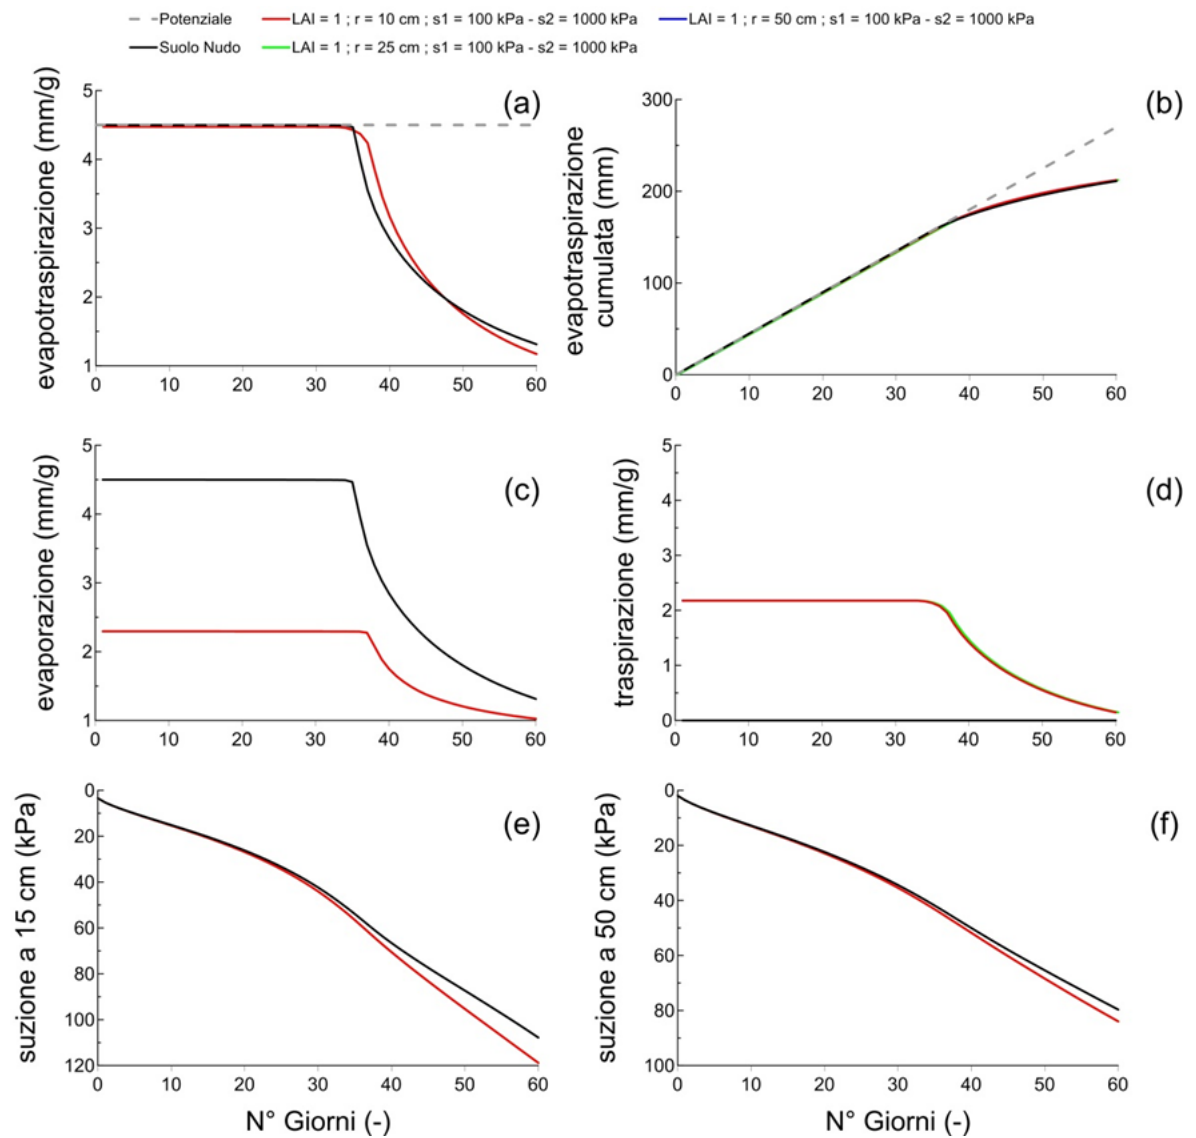 Potenziale
LAI = 1 ; r = 10 cm ; s1 = 100 kPa - s2 = 1000 kPa
LAI = 1 ; r = 50 cm ; s1 = 100 kPa - s2 = 1000 kPa
Suolo Nudo
LAI = 1 ; r = 25 cm ; s1 = 100 kPa - s2 = 1000 kPa
evapotraspirazione (mm/g)
5
4
3
2
1
0 10 20 30 40 50 60
(a)
evapotraspirazione
cumulata (mm)
300
200
100
0
0 10 20 30 40 50 60
(b)
evaporazione (mm/g)
5
4
3
2
1
0 10 20 30 40 50 60
(c)
traspirazione (mm/g)
5
4
3
2
1
0
0 10 20 30 40 50 60
(d)
suzione a 15 cm (kPa)
0
20
40
60
80
100
120
0 10 20 30 40 50 60
(e)
N° Giorni (-)
suzione a 50 cm (kPa)
0
20
40
60
80
100
0 10 20 30 40 50 60
(f)
N° Giorni (-)